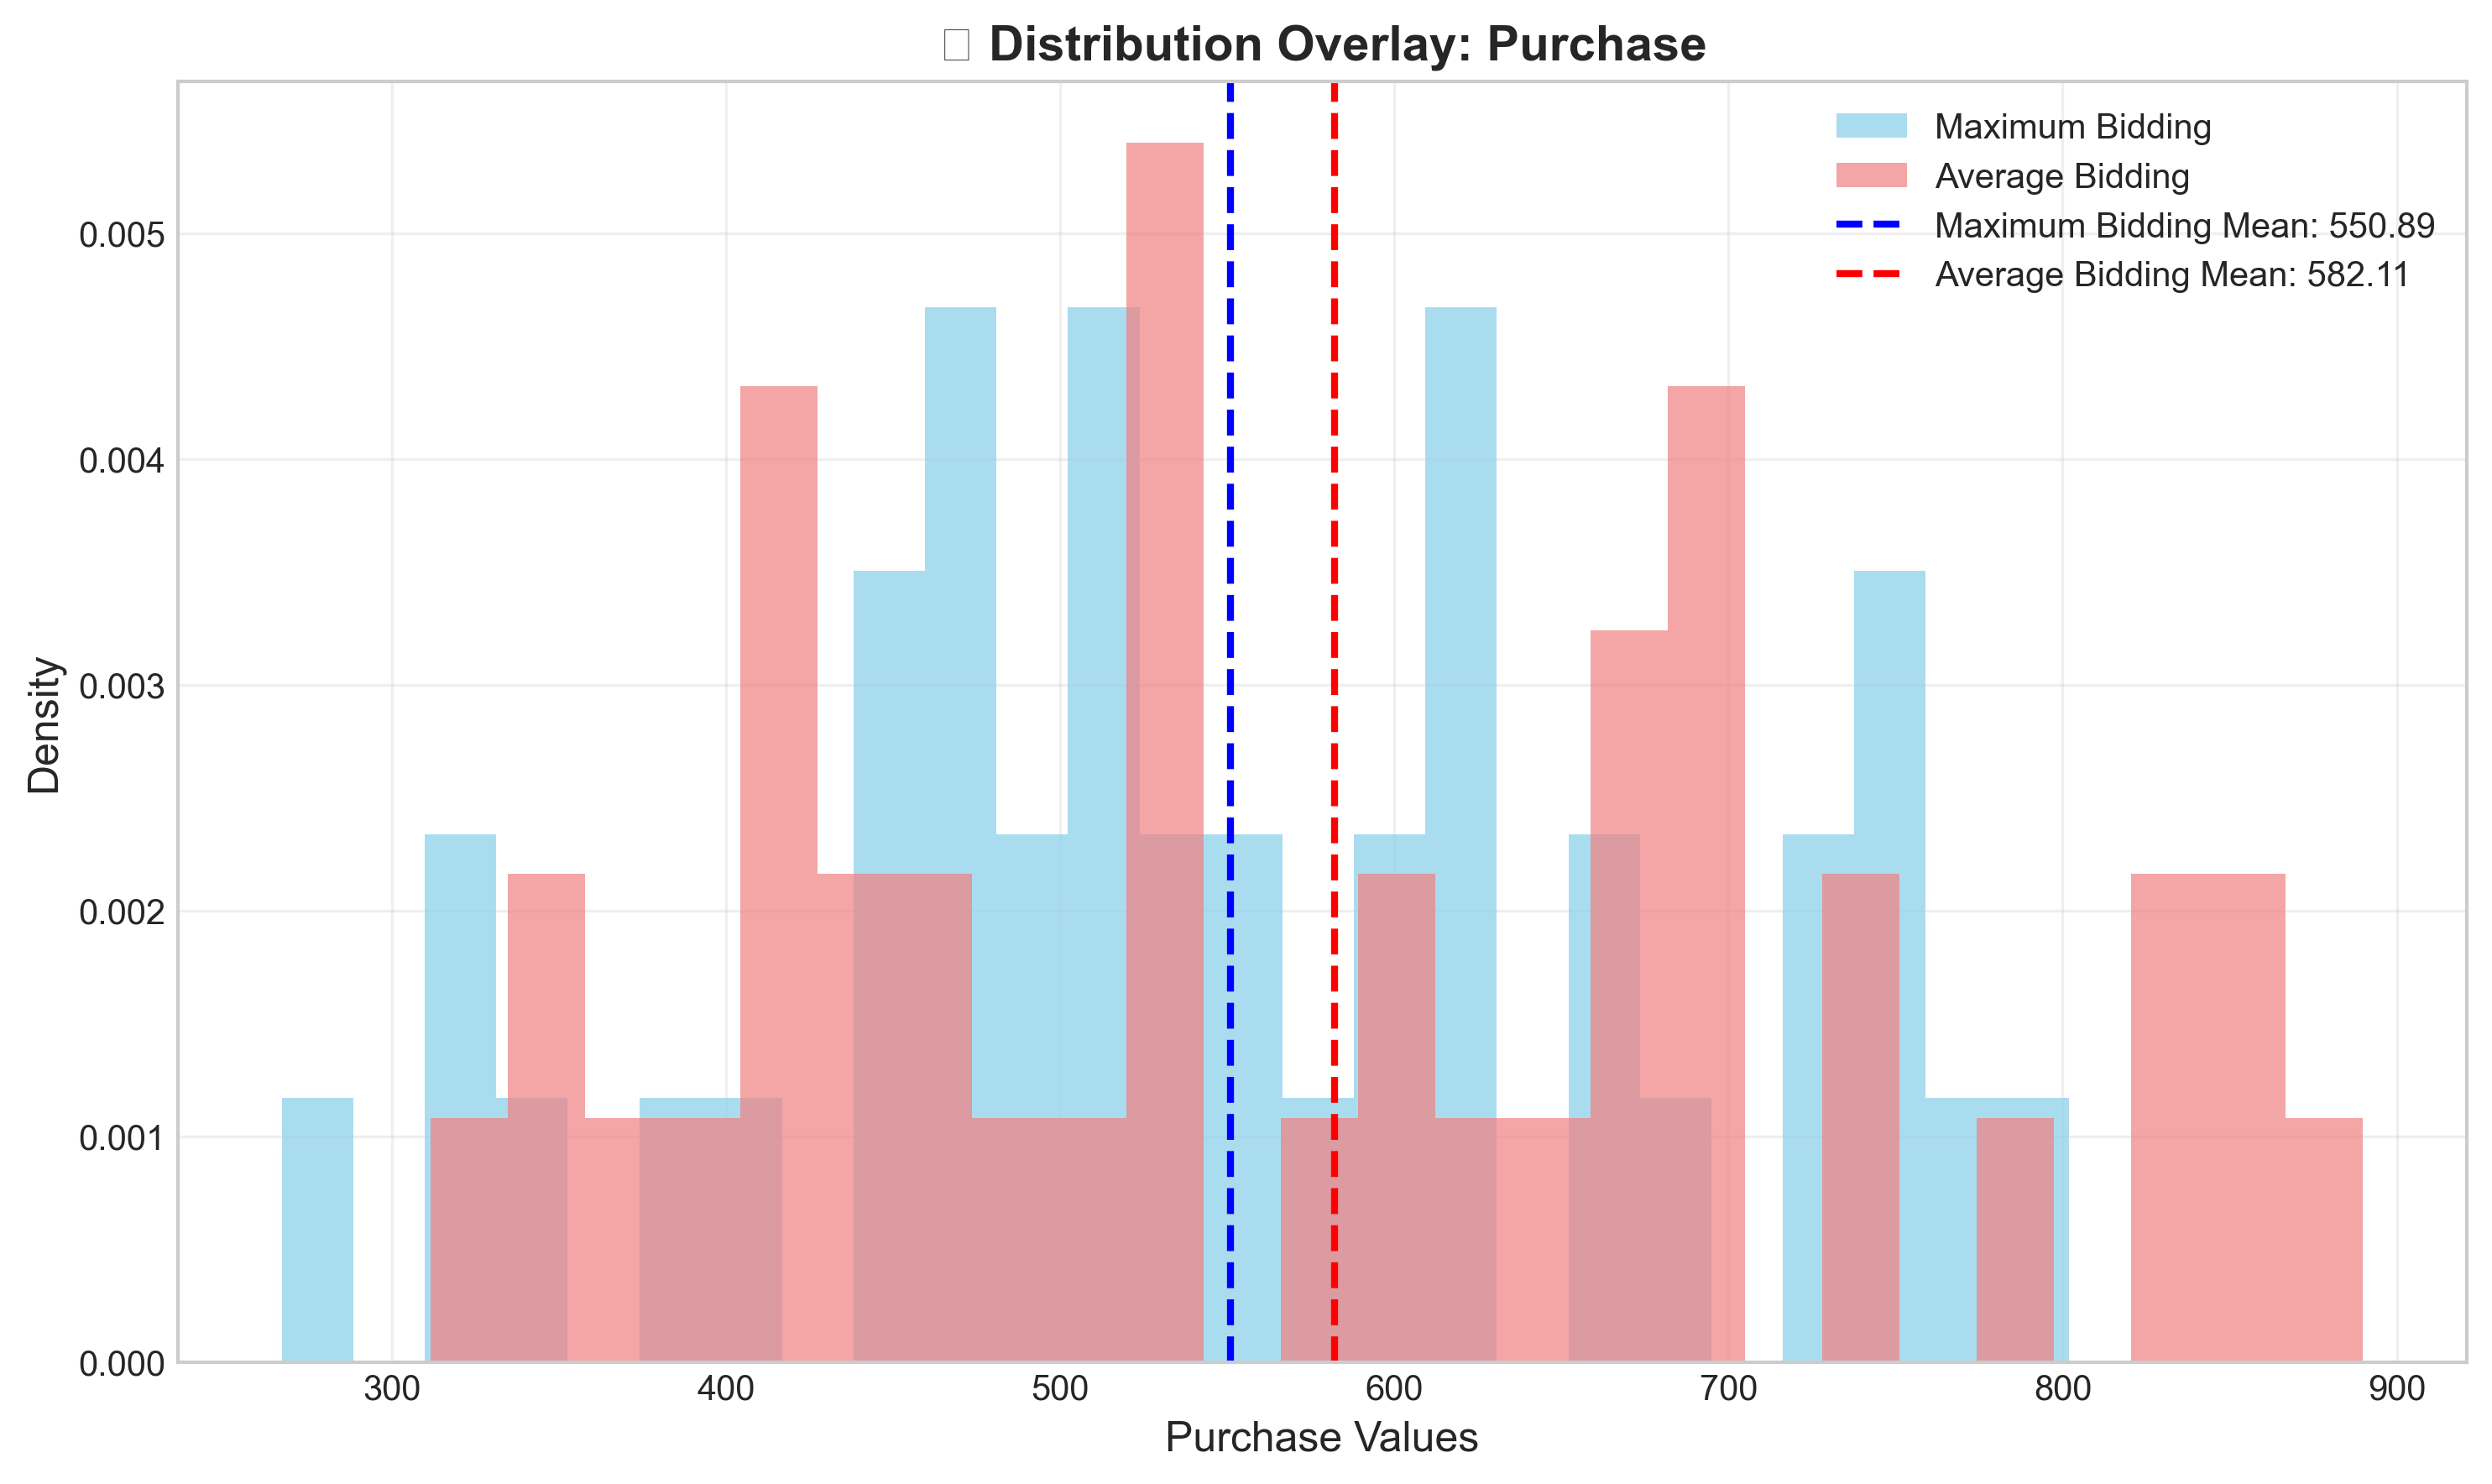 Distribution Overlay: Purchase
Maximum Bidding
Average Bidding
Maximum Bidding Mean: 550.89
Average Bidding Mean: 582.11
Density
0.005
0.004
0.003
0.002
0.001
0.000
300 400 500 600 700 800 900
Purchase Values